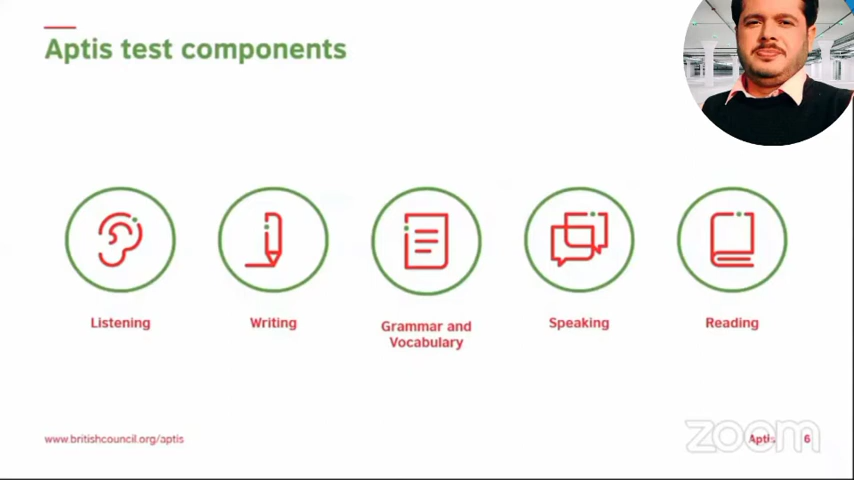 Aptis test components
Listening
Writing
Grammar and
Vocabulary
Speaking
Reading
www.britishcouncil.org/aptis
Aptis 6
zoom